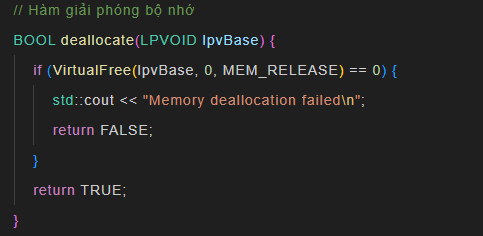 // Hàm giải phóng bộ nhớ
BOOL deallocate(LPVOID lpvBase) {
if (VirtualFree(lpvBase, 0, MEM_RELEASE) == 0) {
std::cout << "Memory deallocation failed\n";
return FALSE;
}
return TRUE;
}